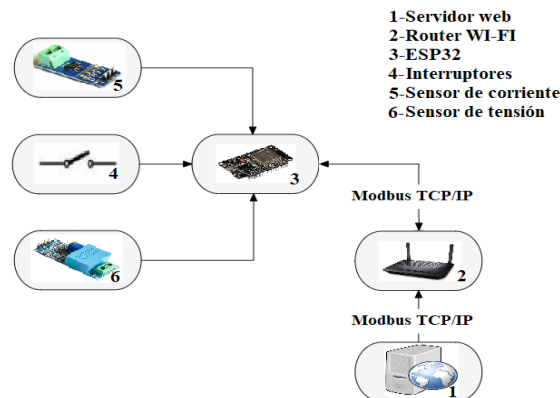 1-Servidor web
2-Router WI-FI
3-ESP32
4-Interruptores
5-Sensor de corriente
6-Sensor de tensión
5
4
3
6
Modbus TCP/IP
2
Modbus TCP/IP
1